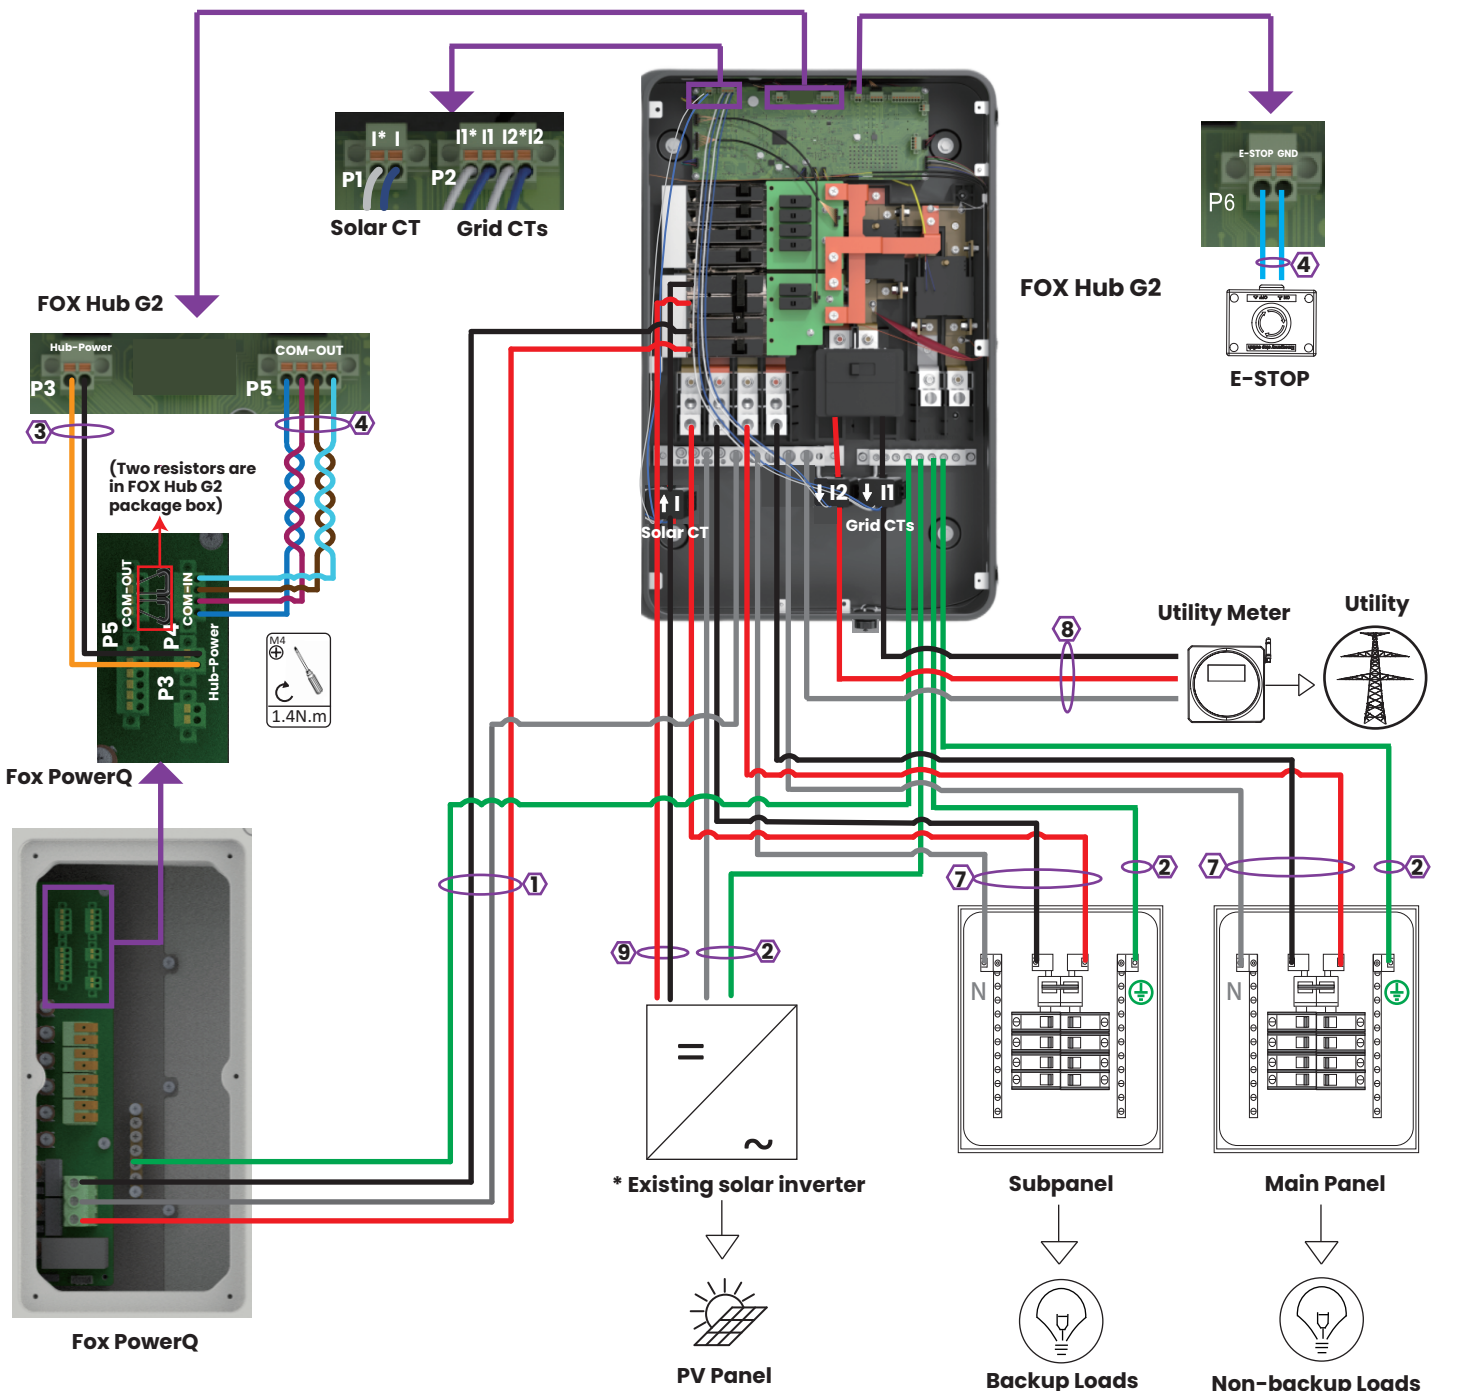 I* I
I1* I1 I2* I2
P1
P2
Solar CT
Grid CTs
E-STOP GND
P6
4
E-STOP
FOX Hub G2
FOX Hub G2
Hub-Power
COM-OUT
P3
P5
3
4
(Two resistors are
in FOX Hub G2
package box)
COM-OUT
COM-IN
P5
P4
P3
Hub-Power
M4
1.4N.m
Fox PowerQ
I
Solar CT
I2
I1
Grid CTs
8
Utility Meter
Utility
1
9
2
7
2
7
2
N
N
* Existing solar inverter
Subpanel
Main Panel
Fox PowerQ
PV Panel
Backup Loads
Non-backup Loads